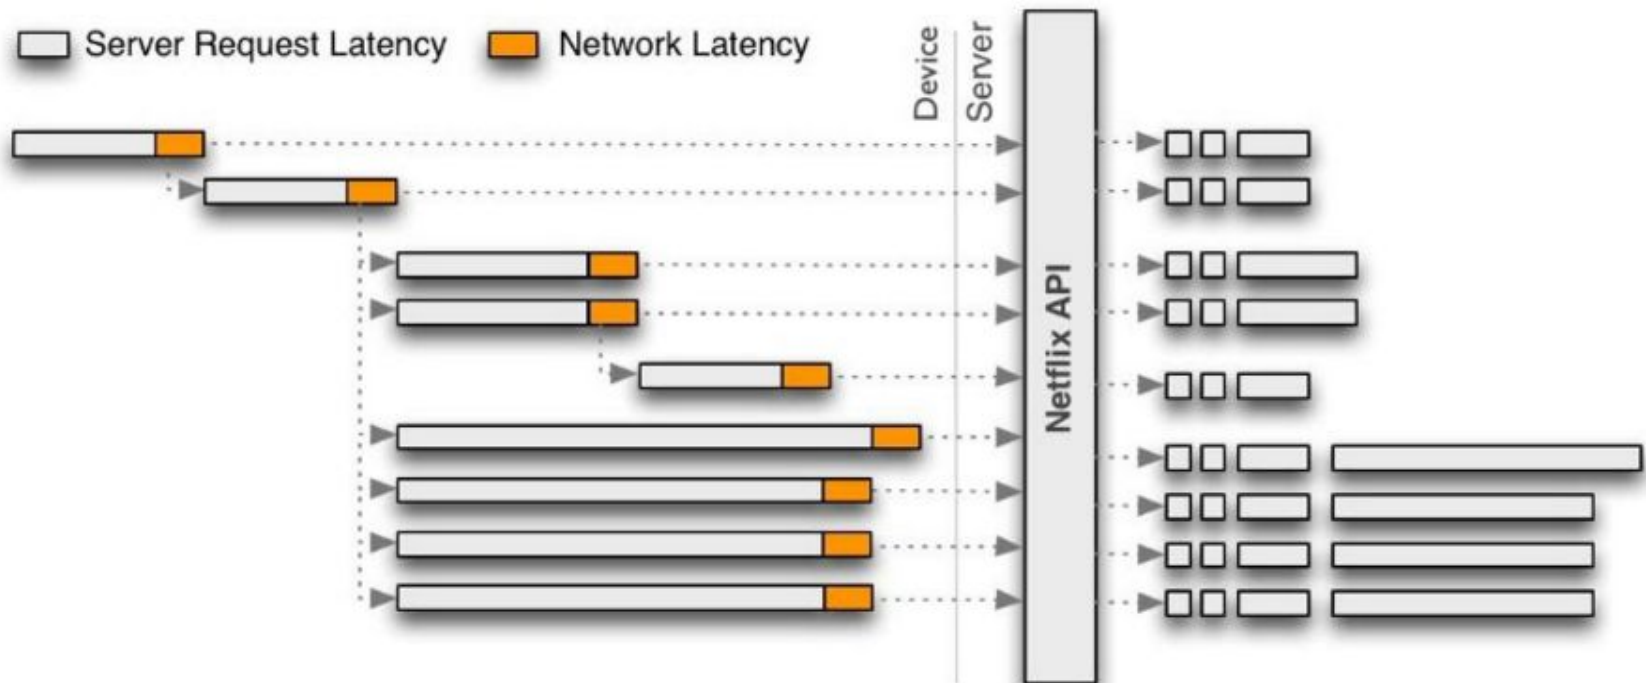 Server Request Latency
Network Latency
Device
Server
Netflix API